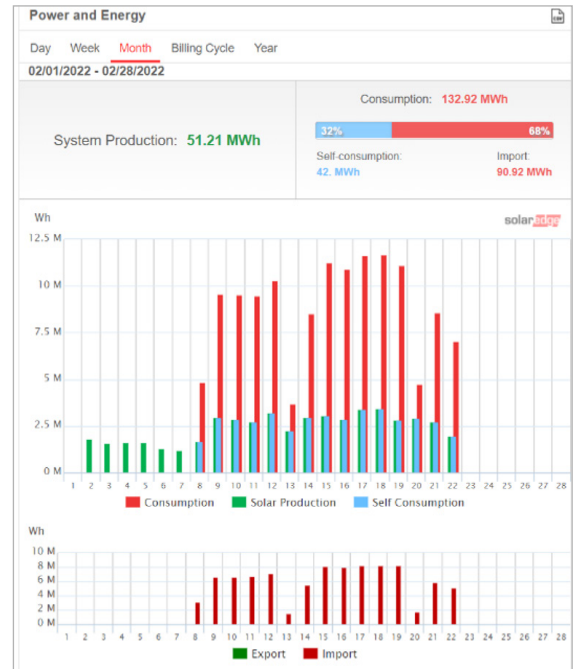 Power and Energy
CSV
Day Week Month Billing Cycle Year
02/01/2022 - 02/28/2022
System Production: 51.21 MWh
Consumption: 132.92 MWh
32% 68%
Self-consumption: Import:
42. MWh 90.92 MWh
Wh
solaredge
12.5 M
10 M
7.5 M
5 M
2.5 M
0 M
1 2 3 4 5 6 7 8 9 10 11 12 13 14 15 16 17 18 19 20 21 22 23 24 25 26 27 28
Consumption Solar Production Self Consumption
Wh
10 M
8 M
6 M
4 M
2 M
0 M
1 2 3 4 5 6 7 8 9 10 11 12 13 14 15 16 17 18 19 20 21 22 23 24 25 26 27 28
Export Import